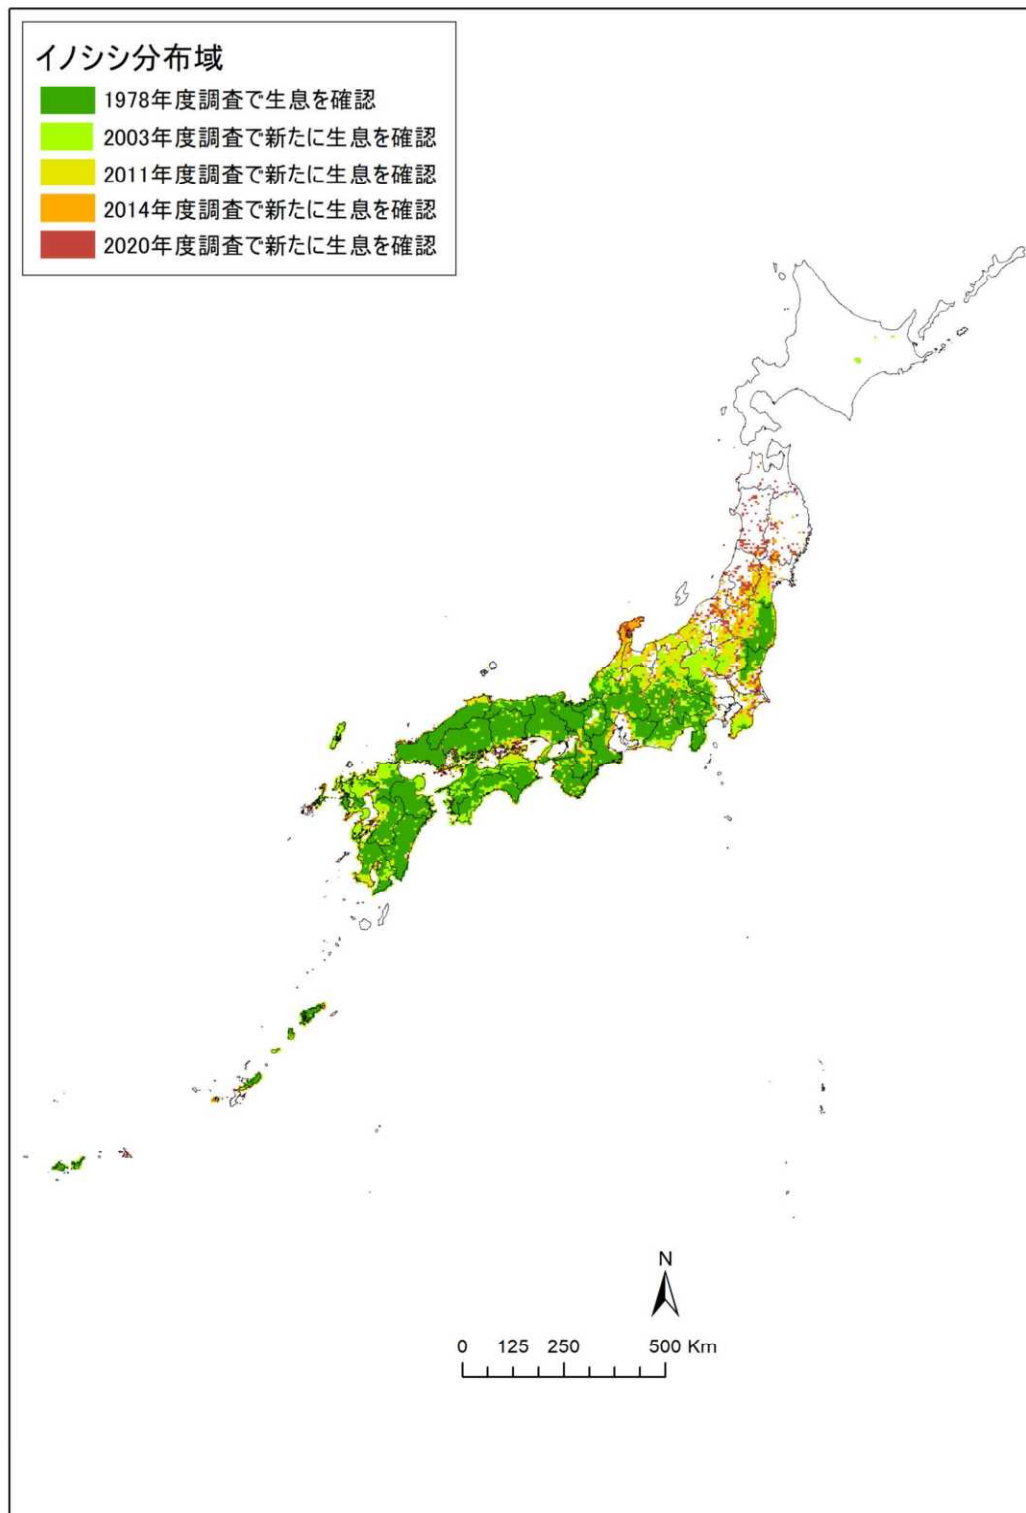 イノシシ分布域
1978年度調査で生息を確認
2003年度調査で新たに生息を確認
2011年度調査で新たに生息を確認
2014年度調査で新たに生息を確認
2020年度調査で新たに生息を確認
N
0 125 250 500 Km